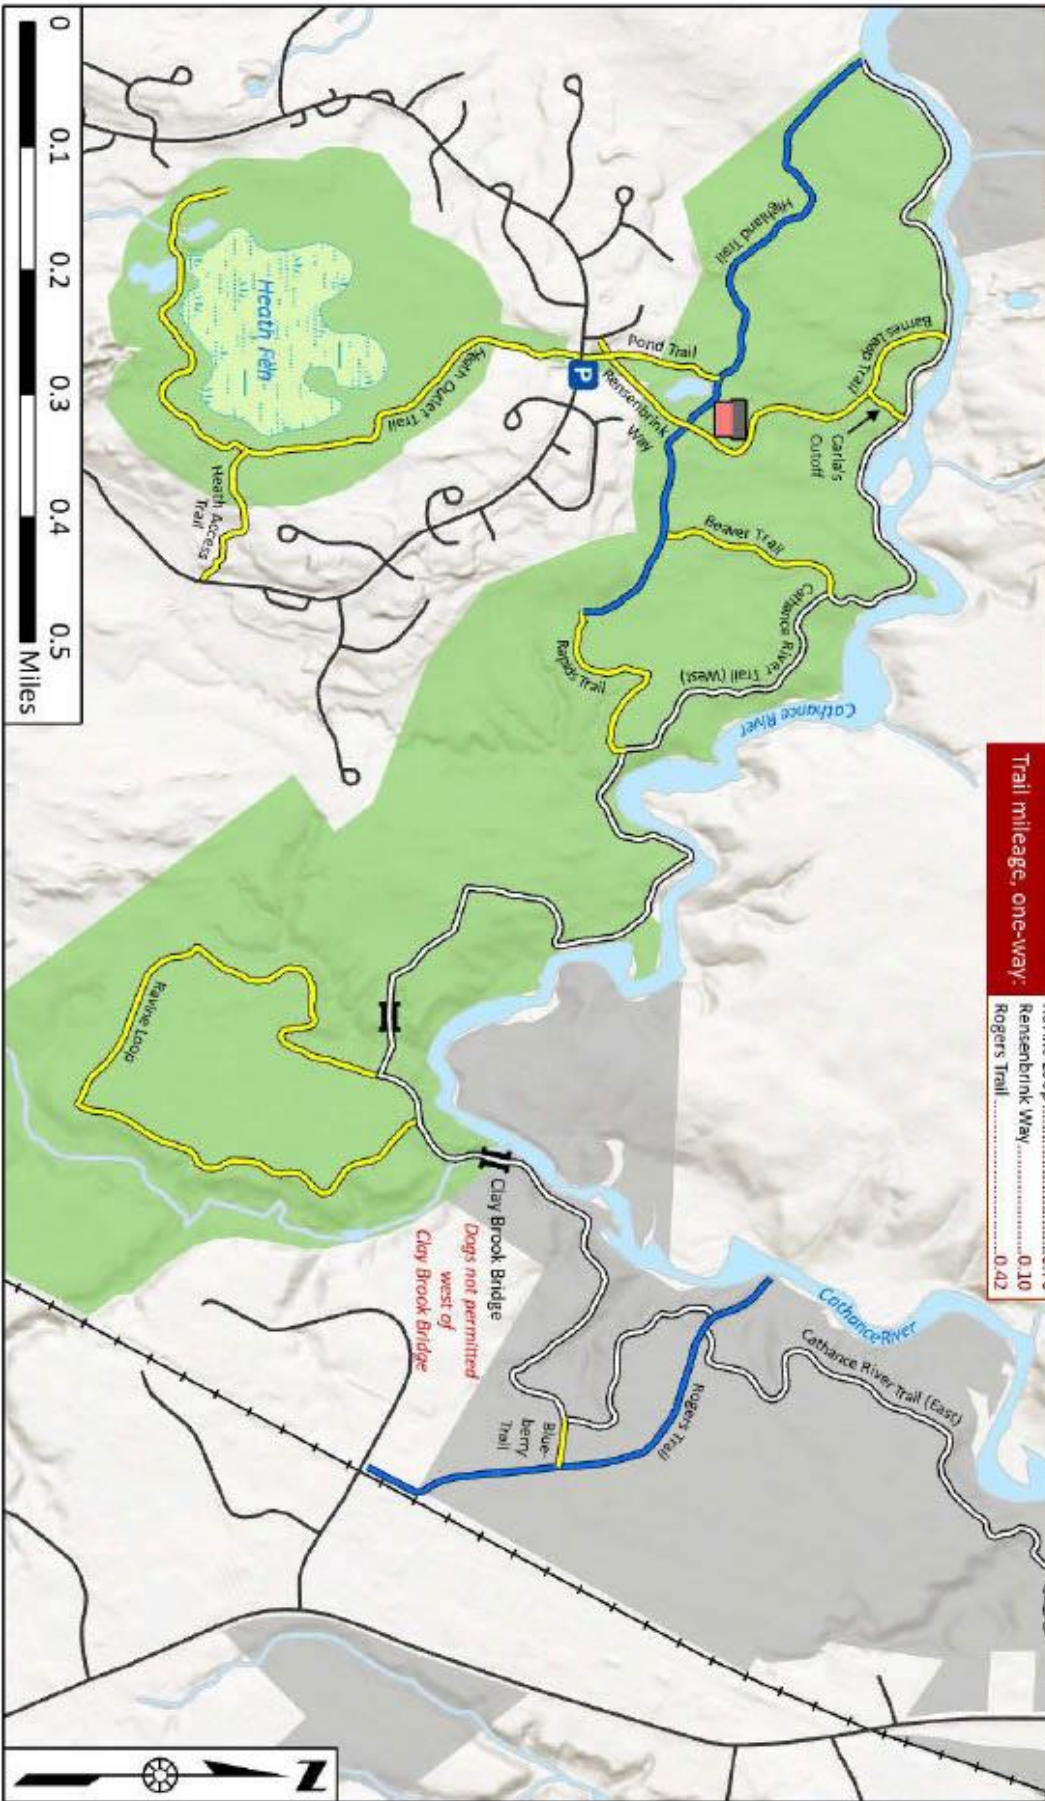 Trail mileage, one-way:
Rensenbrink Way..................0.10
Rogers Trail ........................0.42
Highland Trail
Barnes Leap Trail
Carla's
Cutoff
Pond Trail
Rensenbrink
Way
P
Beaver Trail
Cathance River Trail (West)
Cathance River
Rapids Trail
Heath Fen
Heath Outlet Trail
Heath Access
Trail
Ravine Loop
Clay Brook Bridge
Dogs not permitted
west of
Clay Brook Bridge
Cathance River
Cathance River Trail (East)
Rogers Trail
Blue-
berry
Trail
0 0.1 0.2 0.3 0.4 0.5
Miles
N